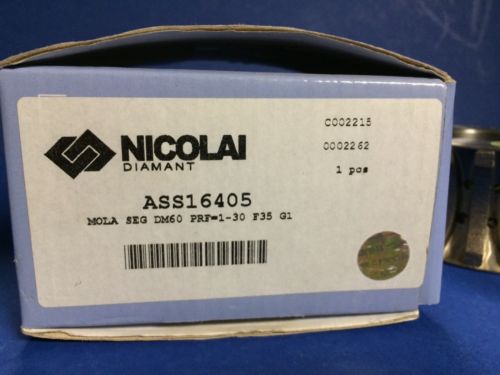 NICOLAI
DIAMANT
C002215
0002262
1 pcs
ASS16405
MOLA SEG DM60 PRF=1-30 F35 G1